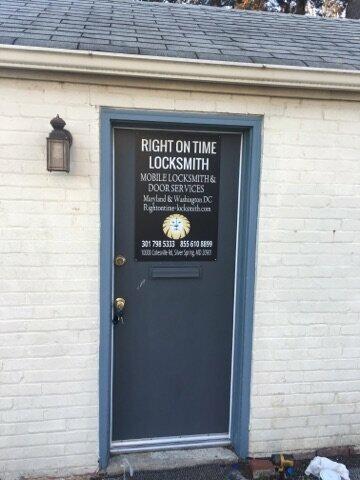 RIGHT ON TIME
LOCKSMITH
MOBILE LOCKSMITH &
DOOR SERVICES
Maryland & Washington DC
Rightontime-locksmith.com
301 798 5333 855 610 8899
10000 Colesville Rd, Silver Spring, MD 20901